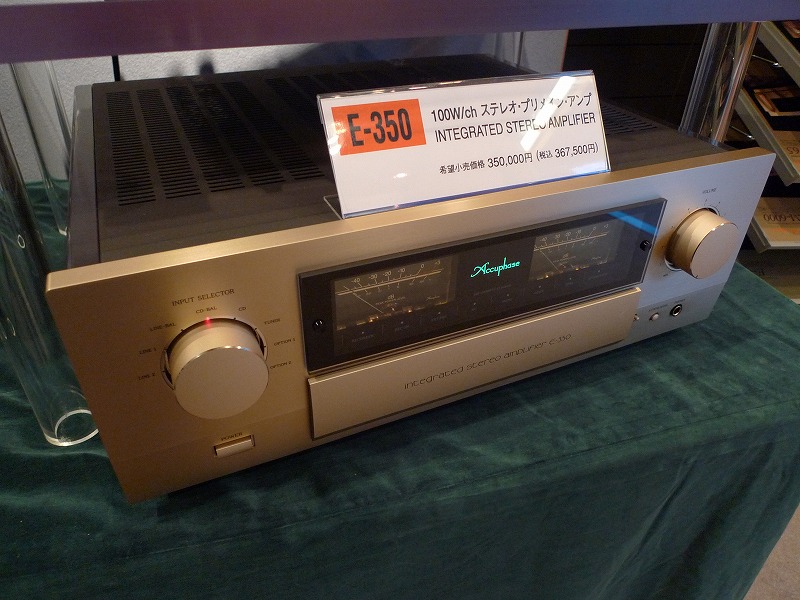 E-350
100W/ch ステレオ・プリメイン・アンプ
INTEGRATED STEREO AMPLIFIER
希望小売価格 350,000円 (税込 367,500円)
Accuphase
INPUT SELECTOR
LINE-BAL
CD-BAL
CD
TUNER
LINE 1
OPTION 1
LINE 2
OPTION 2
VOLUME
integrated stereo amplifier E-350
POWER